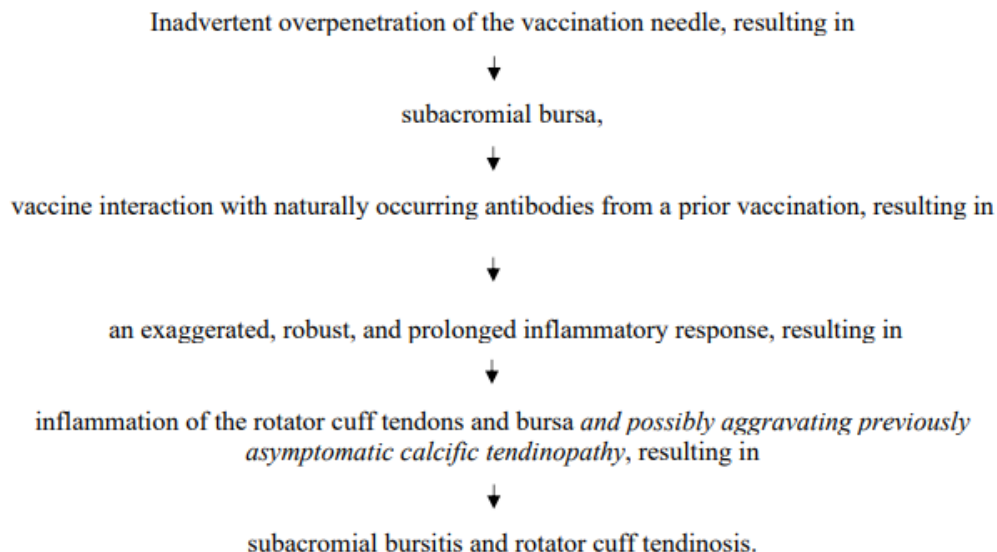 Inadvertent overpenetration of the vaccination needle, resulting in
subacromial bursa,
vaccine interaction with naturally occurring antibodies from a prior vaccination, resulting in
an exaggerated, robust, and prolonged inflammatory response, resulting in
inflammation of the rotator cuff tendons and bursa and possibly aggravating previously
asymptomatic calcific tendinopathy, resulting in
subacromial bursitis and rotator cuff tendinosis.